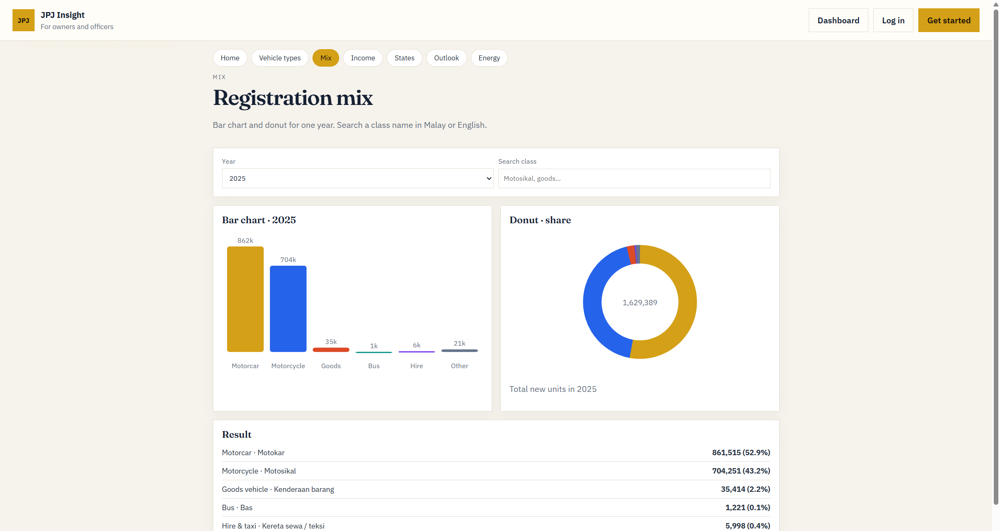 JPJ
JPJ Insight
For owners and officers
Dashboard
Log in
Get started
Home
Vehicle types
Mix
Income
States
Outlook
Energy
MIX
Registration mix
Bar chart and donut for one year. Search a class name in Malay or English.
Year
2025
Search class
Motosikal, goods...
Bar chart · 2025
862k
704k
35k
1k
6k
21k
Motorcar
Motorcycle
Goods
Bus
Hire
Other
Donut · share
1,629,389
Total new units in 2025
Result
Motorcar · Motokar 861,515 (52.9%)
Motorcycle · Motosikal 704,251 (43.2%)
Goods vehicle · Kenderaan barang 35,414 (2.2%)
Bus · Bas 1,221 (0.1%)
Hire & taxi · Kereta sewa / teksi 5,998 (0.4%)